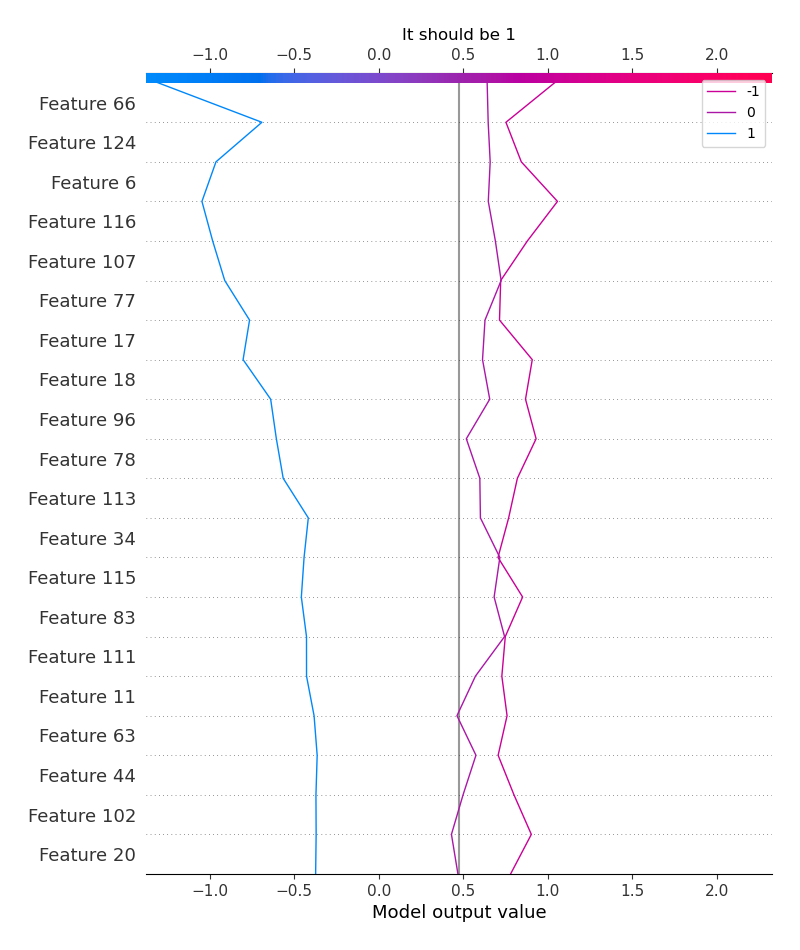 It should be 1
−1.0 −0.5 0.0 0.5 1.0 1.5 2.0
-1
0
1
Feature 66
Feature 124
Feature 6
Feature 116
Feature 107
Feature 77
Feature 17
Feature 18
Feature 96
Feature 78
Feature 113
Feature 34
Feature 115
Feature 83
Feature 111
Feature 11
Feature 63
Feature 44
Feature 102
Feature 20
−1.0 −0.5 0.0 0.5 1.0 1.5 2.0
Model output value